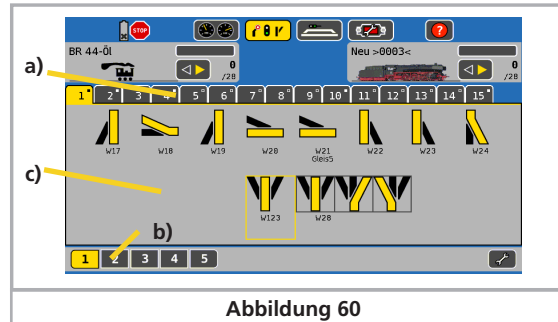 STOP
?
BR 44-Öl
Neu >0003<
0
/28
0
/28
a)
1 2 3 4 5 6 7 8 9 10 11 12 13 14 15
W17 W18 W19 W20 W21 W22 W23 W24
Gleis5
c)
W123 W28
b)
1 2 3 4 5
Abbildung 60